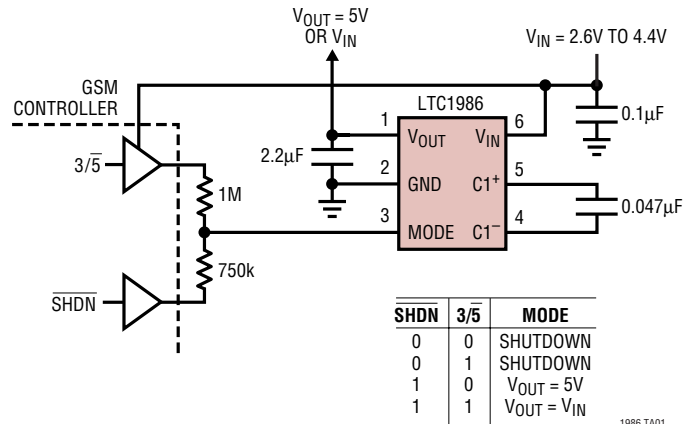 V_OUT = 5V
OR V_IN
V_IN = 2.6V TO 4.4V
GSM
CONTROLLER
LTC1986
3/5̅
1M
750k
S̅H̅D̅N̅
2.2µF
1
2
3
V_OUT
GND
MODE
V_IN
C1⁺
C1⁻
6
5
4
0.1µF
0.047µF
S̅H̅D̅N̅ 3/5̅ MODE
0 0 SHUTDOWN
0 1 SHUTDOWN
1 0 V_OUT = 5V
1 1 V_OUT = V_IN
1986 TA01